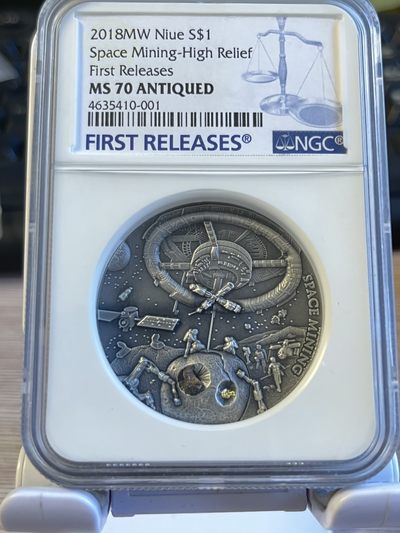 2018MW Niue S$1
Space Mining-High Relief
First Releases
MS 70 ANTIQUED
4635410-001
FIRST RELEASES®
NGC®
SPACE MINING